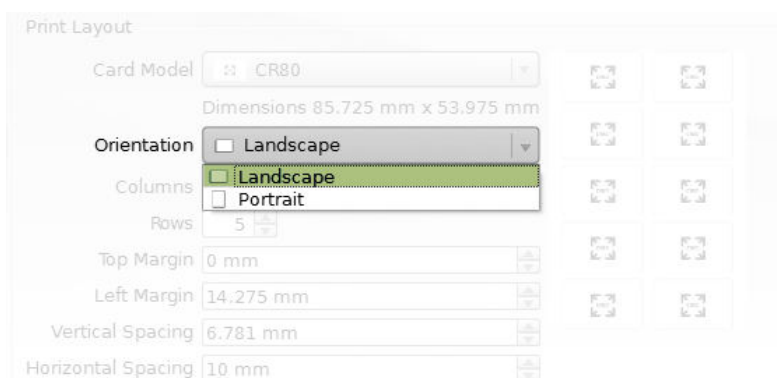 Print Layout
Card Model CR80
Dimensions 85.725 mm x 53.975 mm
Orientation Landscape
Landscape
Columns
Portrait
Rows 5
Top Margin 0 mm
Left Margin 14.275 mm
Vertical Spacing 6.781 mm
Horizontal Spacing 10 mm